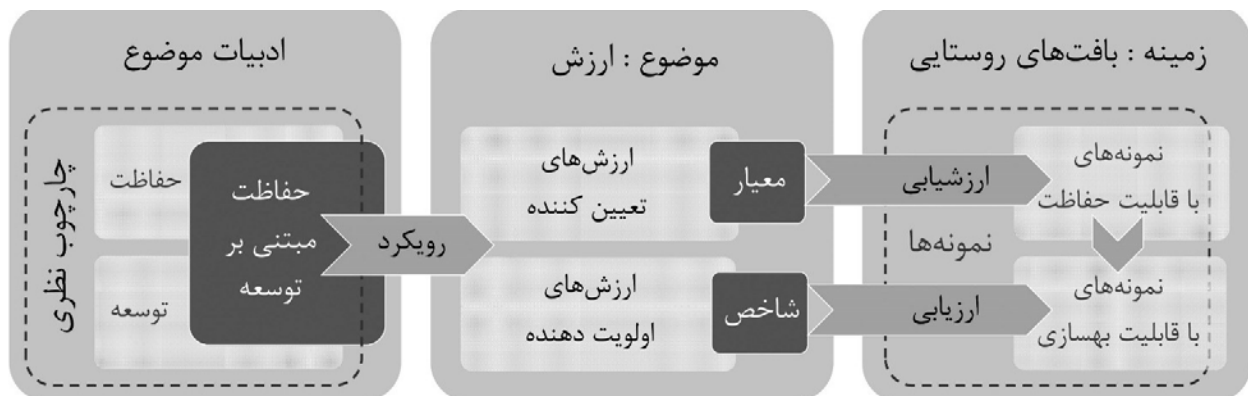 ادبیات موضوع
چارچوب نظری
حفاظت
توسعه
حفاظت
مبتنی بر
توسعه
رویکرد
موضوع : ارزش
ارزش‌های
تعیین کننده
معیار
ارزش‌های
اولویت دهنده
شاخص
زمینه : بافت‌های روستایی
ارزشیابی
نمونه‌های
با قابلیت حفاظت
نمونه‌ها
ارزیابی
نمونه‌های
با قابلیت بهسازی